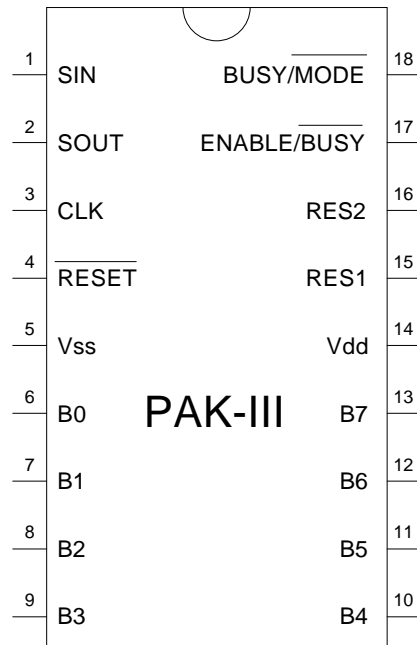 1 SIN BUSY/MODE 18
2 SOUT ENABLE/BUSY 17
3 CLK RES2 16
4 RESET RES1 15
5 Vss Vdd 14
6 B0 PAK-III B7 13
7 B1 B6 12
8 B2 B5 11
9 B3 B4 10